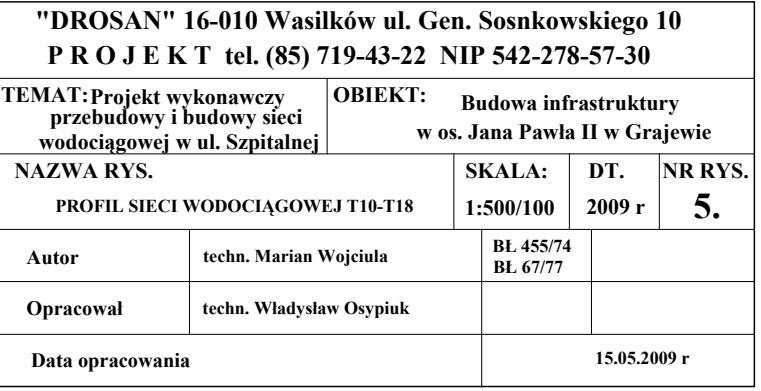 "DROSAN" 16-010 Wasilków ul. Gen. Sosnkowskiego 10
P R O J E K T tel. (85) 719-43-22 NIP 542-278-57-30
TEMAT: Projekt wykonawczy
przebudowy i budowy sieci
wodociągowej w ul. Szpitalnej
OBIEKT: Budowa infrastruktury
w os. Jana Pawła II w Grajewie
NAZWA RYS.
PROFIL SIECI WODOCIĄGOWEJ T10-T18
SKALA:
1:500/100
DT.
2009 r
NR RYS.
5.
Autor
techn. Marian Wojciula
BŁ 455/74
BŁ 67/77
Opracował
techn. Władysław Osypiuk
Data opracowania
15.05.2009 r